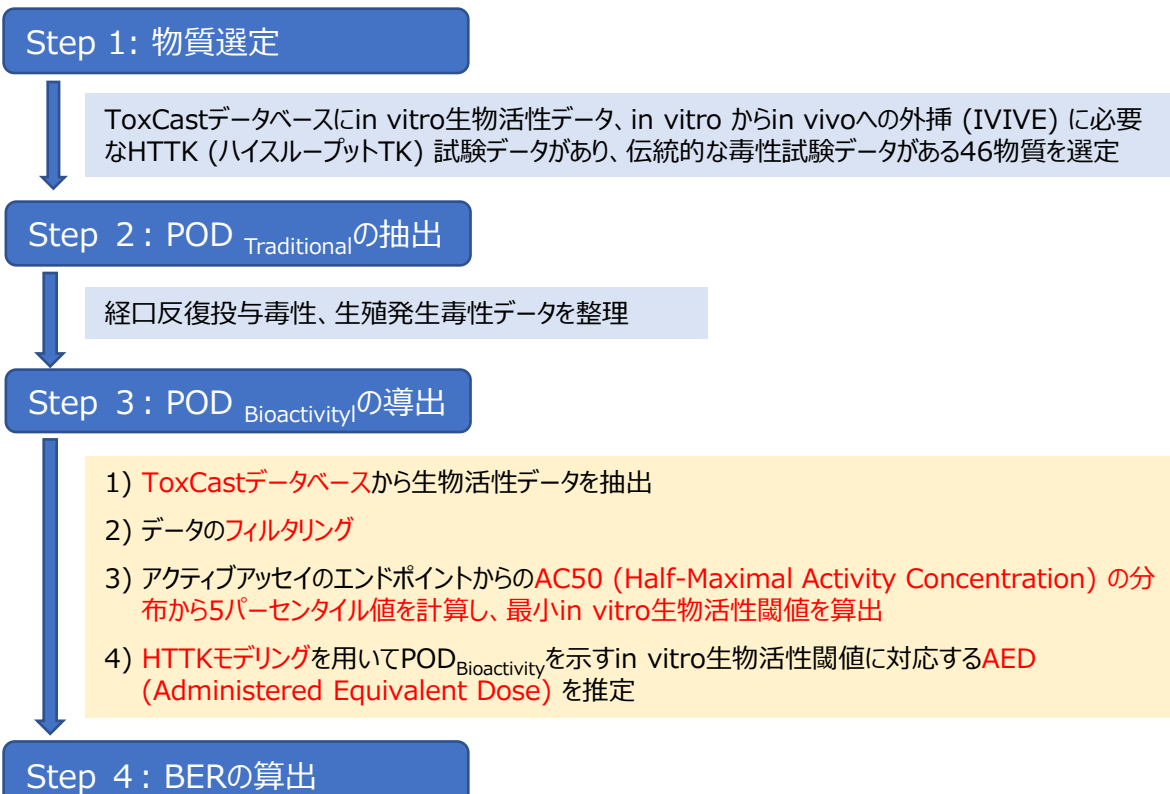 Step 1: 物質選定
ToxCastデータベースにin vitro生物活性データ、in vitro からin vivoへの外挿 (IVIVE) に必要
なHTTK (ハイスループットTK) 試験データがあり、伝統的な毒性試験データがある46物質を選定
Step 2 : POD Traditionalの抽出
経口反復投与毒性、生殖発生毒性データを整理
Step 3 : POD Bioactivitylの導出
1) ToxCastデータベースから生物活性データを抽出
2) データのフィルタリング
3) アクティブアッセイのエンドポイントからのAC50 (Half-Maximal Activity Concentration) の分
布から5パーセンタイル値を計算し、最小in vitro生物活性閾値を算出
4) HTTKモデリングを用いてPODBioactivityを示すin vitro生物活性閾値に対応するAED
(Administered Equivalent Dose) を推定
Step 4 : BERの算出